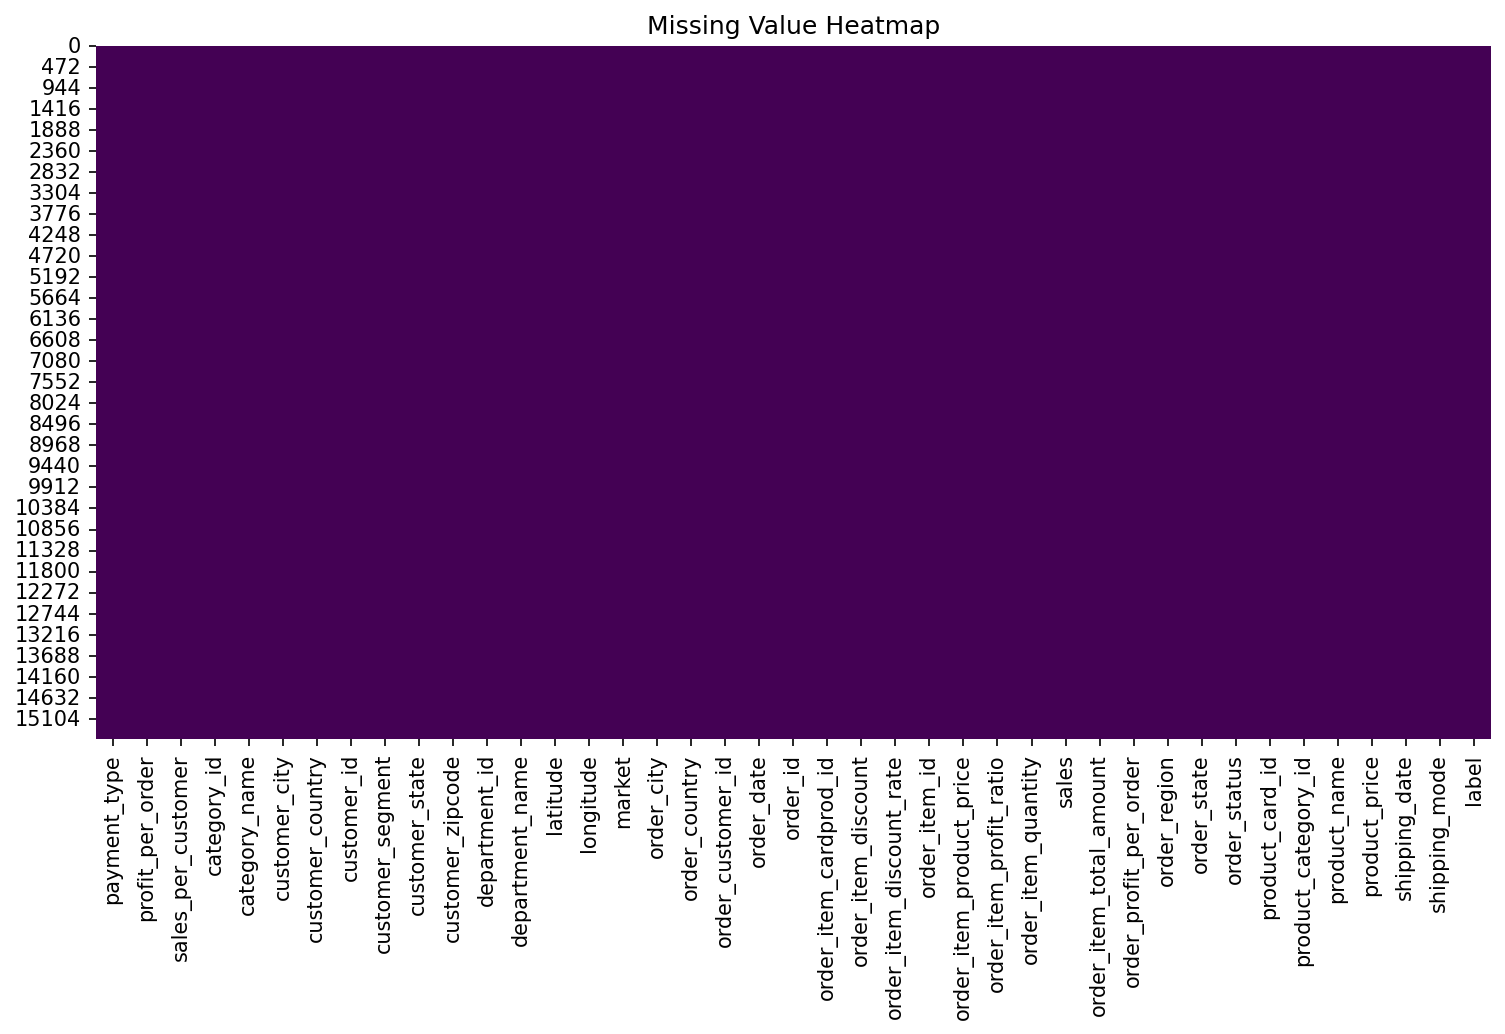 Missing Value Heatmap
0
472
944
1416
1888
2360
2832
3304
3776
4248
4720
5192
5664
6136
6608
7080
7552
8024
8496
8968
9440
9912
10384
10856
11328
11800
12272
12744
13216
13688
14160
14632
15104
payment_type
profit_per_order
sales_per_customer
category_id
category_name
customer_city
customer_country
customer_id
customer_segment
customer_state
customer_zipcode
department_id
department_name
latitude
longitude
market
order_city
order_country
order_customer_id
order_date
order_id
order_item_cardprod_id
order_item_discount
order_item_discount_rate
order_item_id
order_item_product_price
order_item_profit_ratio
order_item_quantity
sales
order_item_total_amount
order_profit_per_order
order_region
order_state
order_status
product_card_id
product_category_id
product_name
product_price
shipping_date
shipping_mode
label